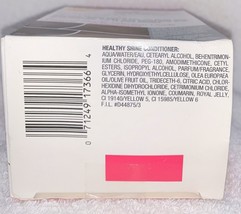 HEALTHY SHINE CONDITIONER:
AQUA/WATER/EAU, CETEARYL ALCOHOL, BEHENTRIMON-
IUM CHLORIDE, PEG-180, AMODIMETHICONE, CETYL
ESTERS, ISOPROPYL ALCOHOL, PARFUM/FRAGRANCE,
GLYCERIN, HYDROXYETHYLCELLULOSE, OLEA EUROPAEA
OIL/OLIVE FRUIT OIL, TRIDECETH-6, CITRIC ACID, CHLOR-
HEXIDINE DIHYDROCHLORIDE, CETRIMONIUM CHLORIDE,
ALPHA-ISOMETHYL IONONE, COUMARIN, ROYAL JELLY,
CI 19140/YELLOW 5, CI 15985/YELLOW 6
F.I.L. #D44875/3
0 71249 17366 4